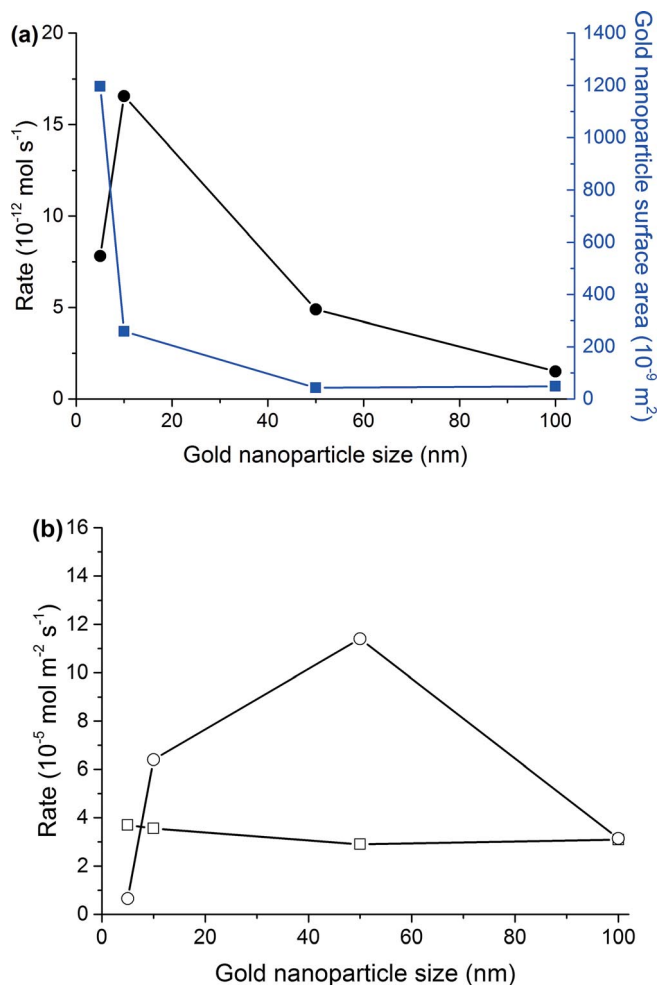 (a)
20
15
10
5
0
Rate (10⁻¹² mol s⁻¹)
0 20 40 60 80 100
Gold nanoparticle size (nm)
1400
1200
1000
800
600
400
200
0
Gold nanoparticle surface area (10⁻⁹ m²)
(b)
16
14
12
10
8
6
4
2
0
Rate (10⁻⁵ mol m⁻² s⁻¹)
0 20 40 60 80 100
Gold nanoparticle size (nm)